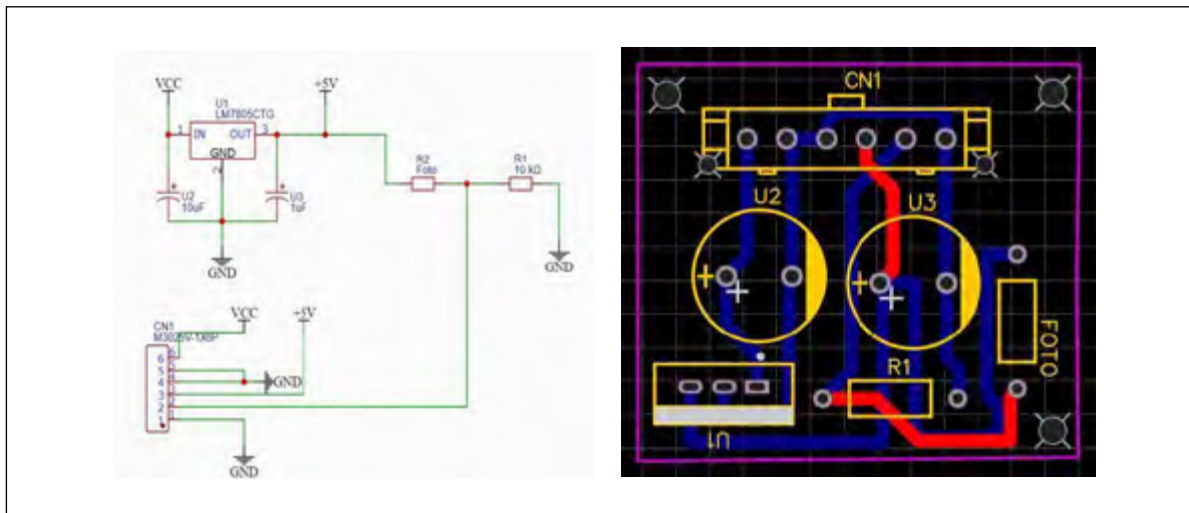 VCC
+5V
U1
LM7805CTG
1
IN
OUT
3
GND
2
U2
10uF
U3
1uF
GND
R2
Foto
R1
10 kΩ
GND
CN1
VCC
+5V
6
5
4
3
2
1
GND
GND
CN1
U2
U3
R1
FOTO
U1